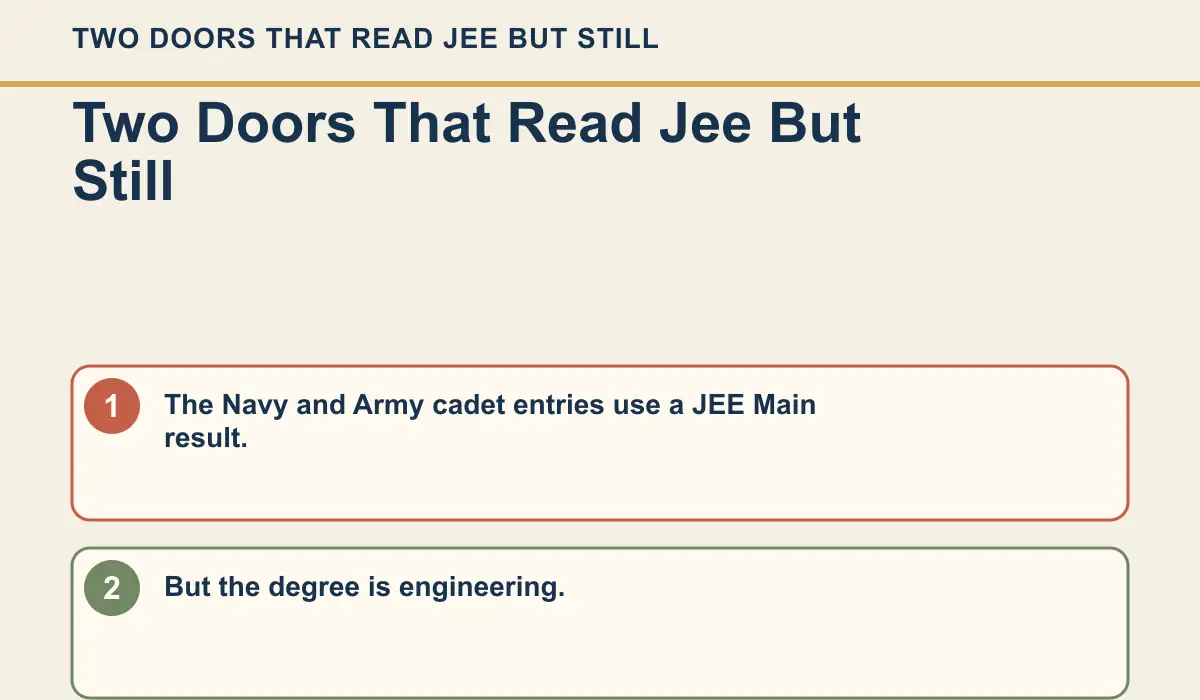 TWO DOORS THAT READ JEE BUT STILL
Two Doors That Read Jee But
Still
1
The Navy and Army cadet entries use a JEE Main
result.
2
But the degree is engineering.